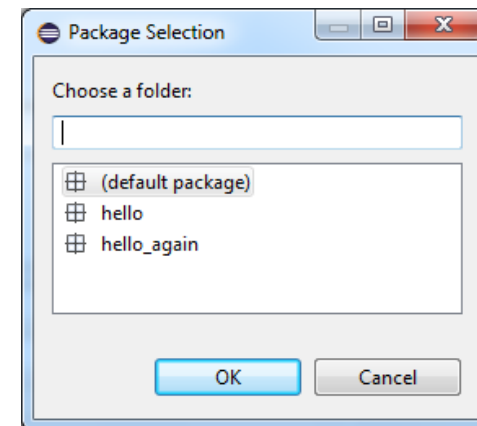 Package Selection
Choose a folder:
(default package)
hello
hello_again
OK Cancel